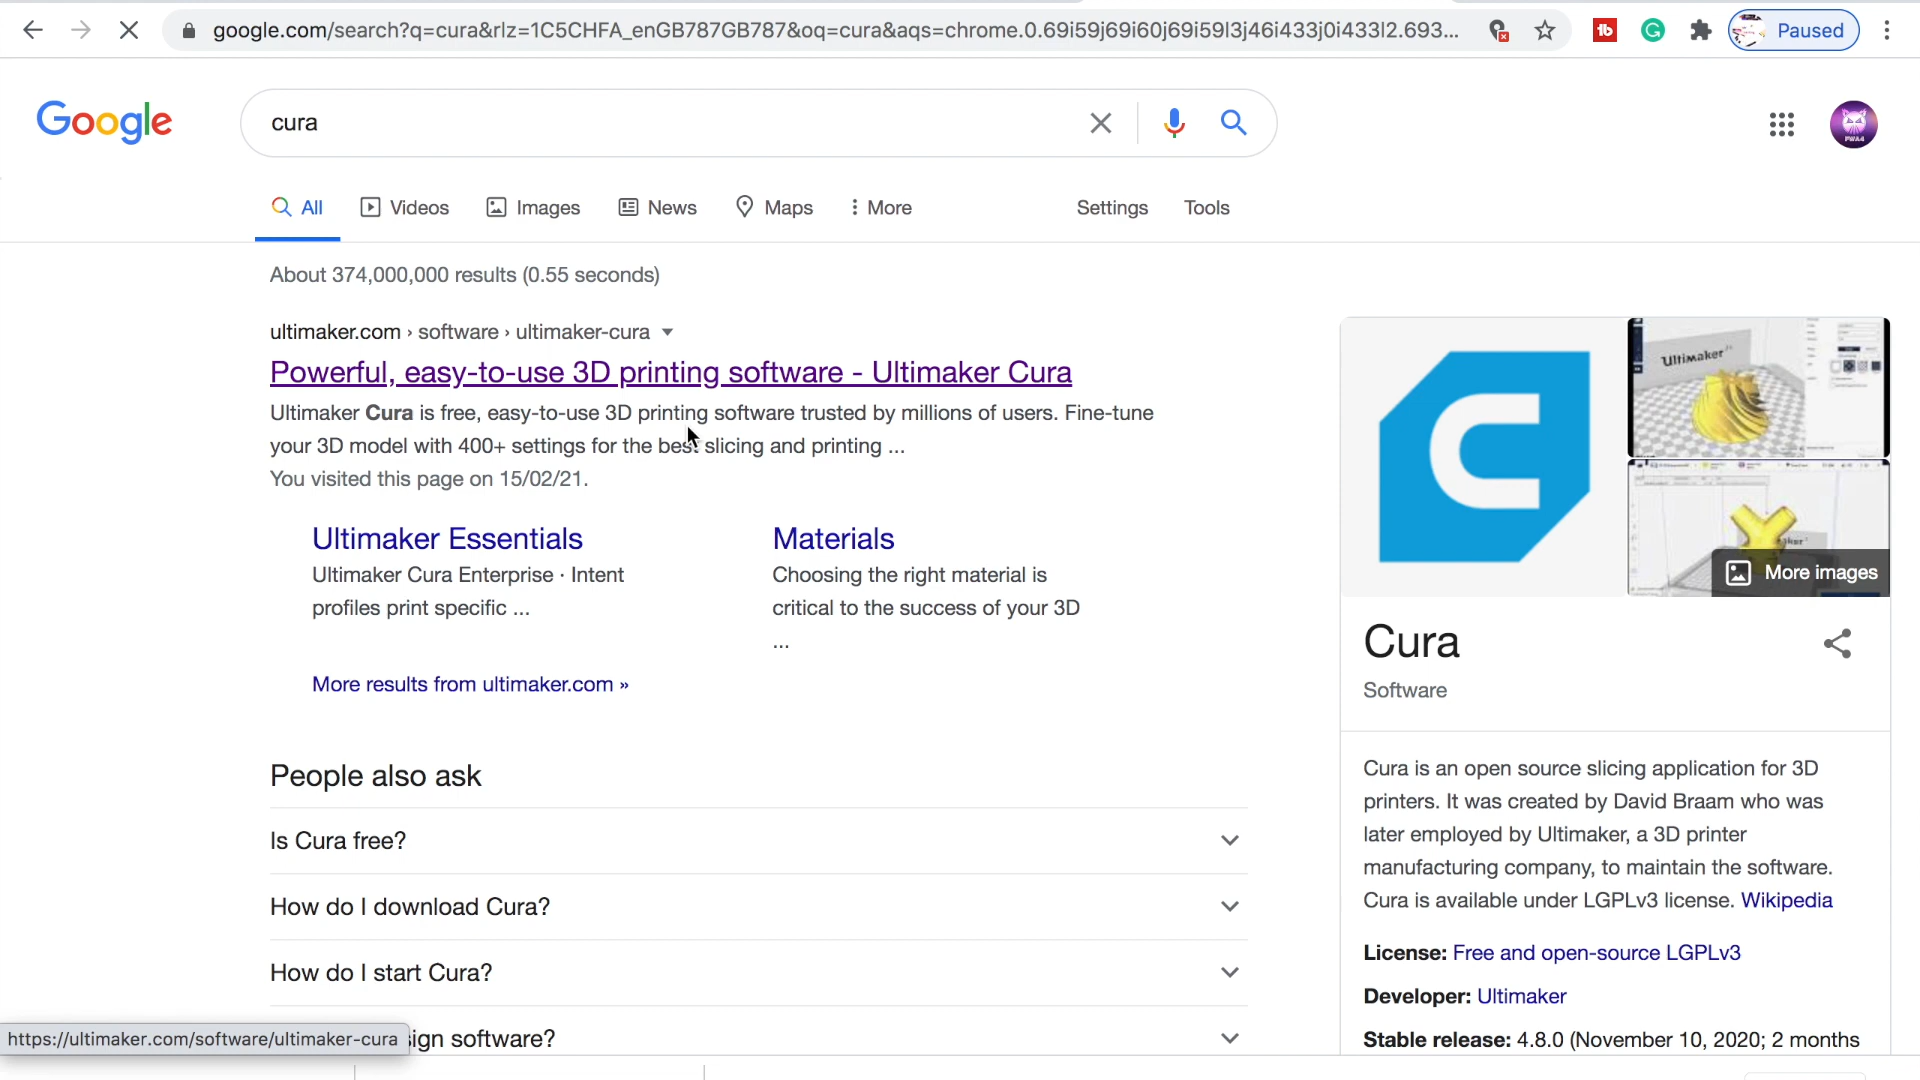 google.com/search?q=cura&rlz=1C5CHFA_enGB787GB787&oq=cura&aqs=chrome.0.69i59j69i60j69i59l3j46i433j0i433l2.693...
Paused
Google
cura
All
Videos
Images
News
Maps
More
Settings
Tools
About 374,000,000 results (0.55 seconds)
ultimaker.com › software › ultimaker-cura
Powerful, easy-to-use 3D printing software - Ultimaker Cura
Ultimaker Cura is free, easy-to-use 3D printing software trusted by millions of users. Fine-tune
your 3D model with 400+ settings for the best slicing and printing ...
You visited this page on 15/02/21.
Ultimaker Essentials
Ultimaker Cura Enterprise · Intent
profiles print specific ...
Materials
Choosing the right material is
critical to the success of your 3D
...
More results from ultimaker.com »
People also ask
Is Cura free?
How do I download Cura?
How do I start Cura?
ign software?
https://ultimaker.com/software/ultimaker-cura
Ultimaker
More images
Cura
Software
Cura is an open source slicing application for 3D
printers. It was created by David Braam who was
later employed by Ultimaker, a 3D printer
manufacturing company, to maintain the software.
Cura is available under LGPLv3 license. Wikipedia
License: Free and open-source LGPLv3
Developer: Ultimaker
Stable release: 4.8.0 (November 10, 2020; 2 months